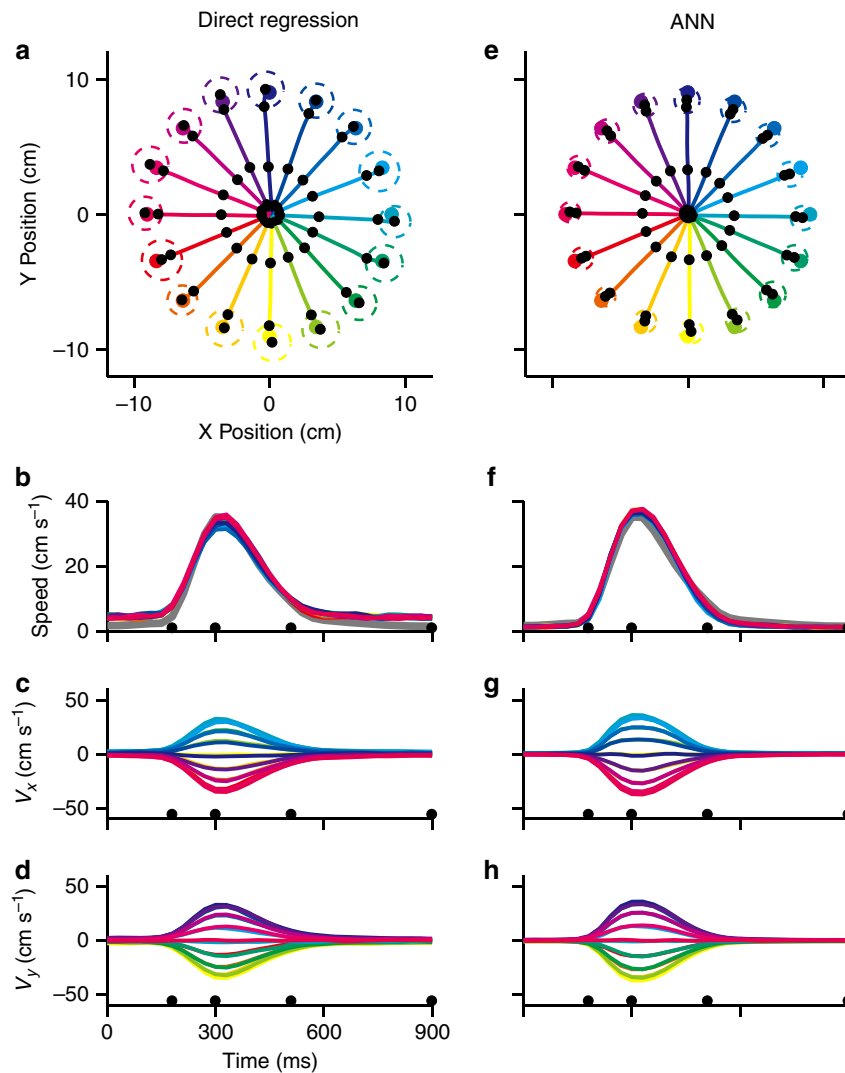 Direct regression
ANN
a
e
10
0
−10
Y Position (cm)
−10
0
10
X Position (cm)
b
f
40
20
0
Speed (cm s⁻¹)
c
g
50
0
−50
Vₓ (cm s⁻¹)
d
h
50
0
−50
V_y (cm s⁻¹)
0
300
600
900
Time (ms)